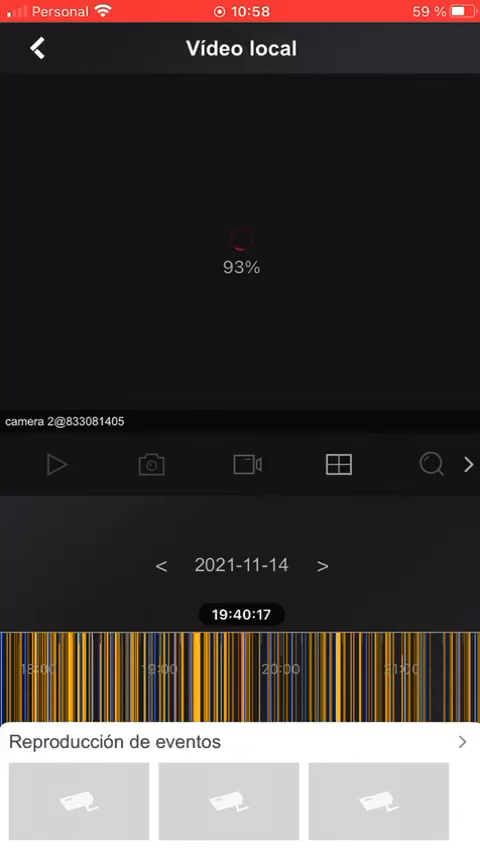 Personal 10:58 59 %
Vídeo local
93%
camera 2@833081405
< 2021-11-14 >
19:40:17
18:00 19:00 20:00 21:00
Reproducción de eventos